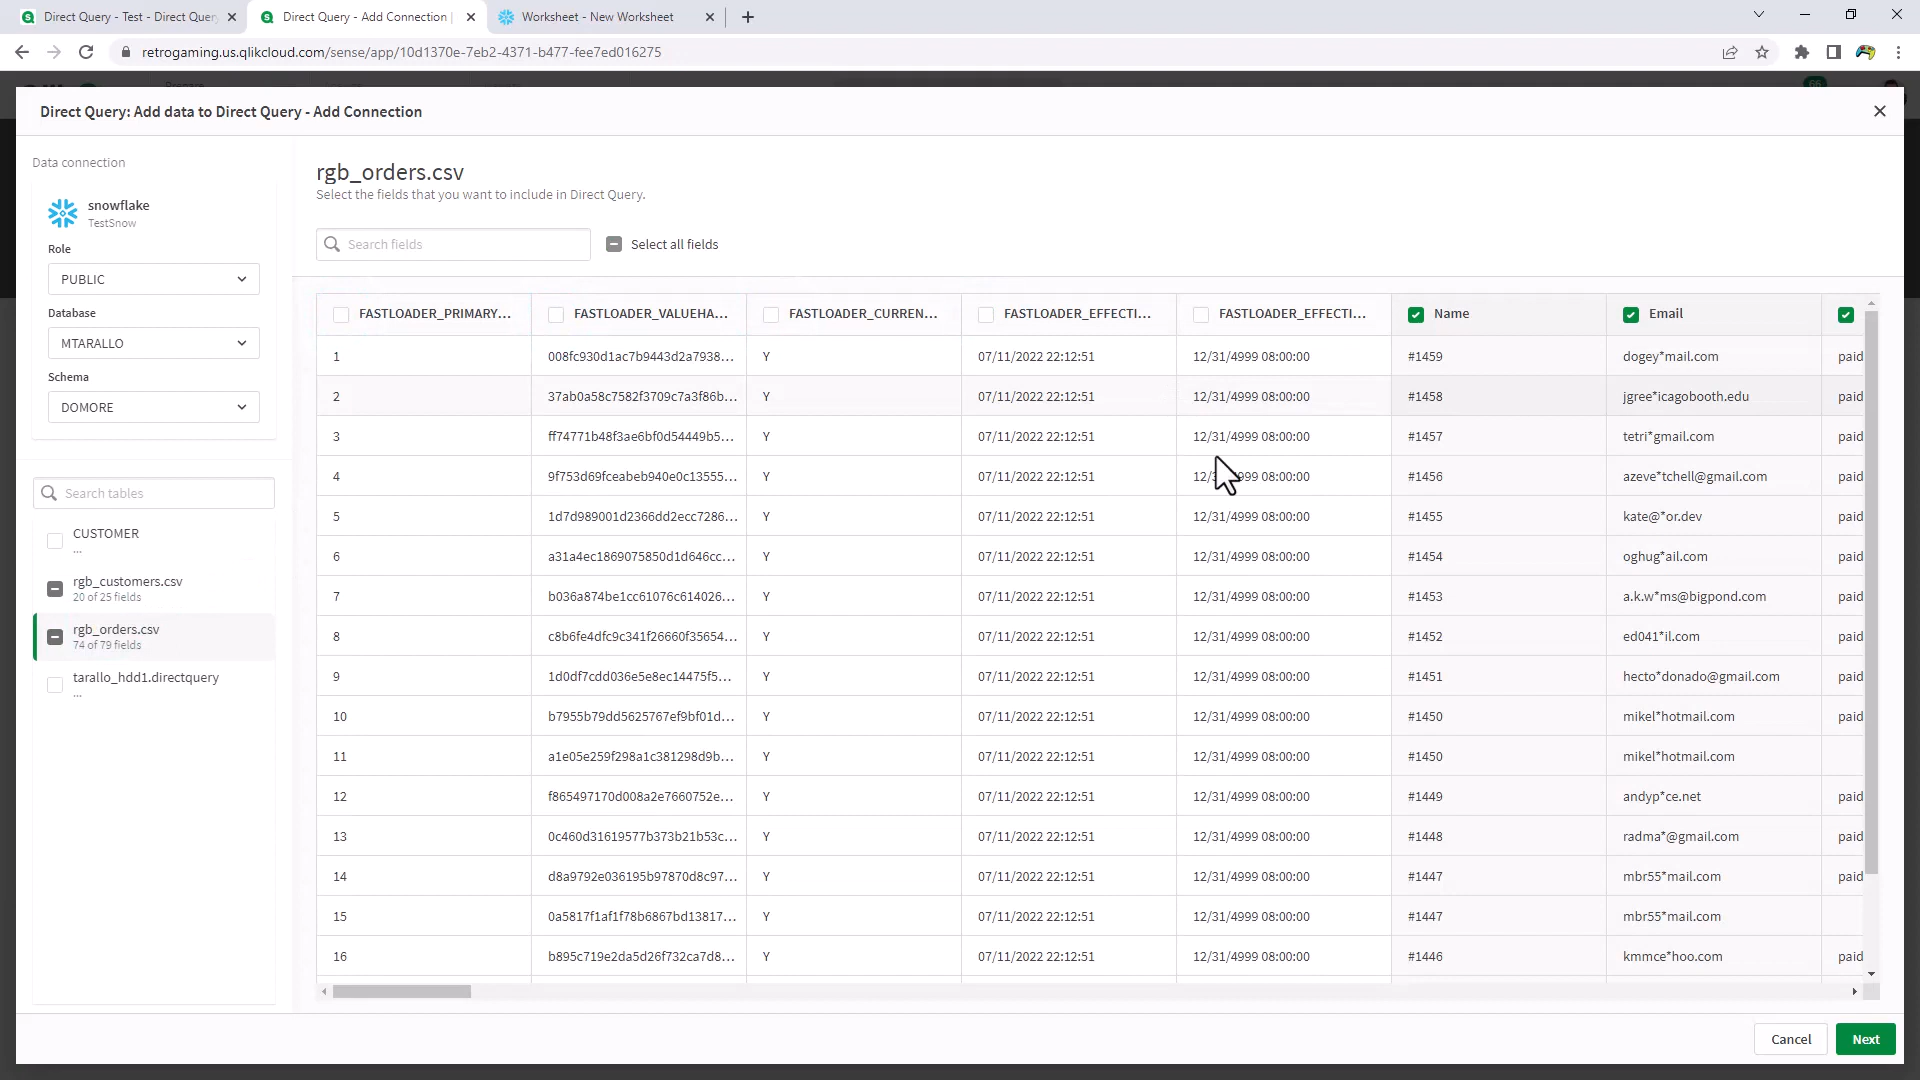 Direct Query - Test - Direct Query
Direct Query - Add Connection |
Worksheet - New Worksheet
retrogaming.us.qlikcloud.com/sense/app/10d1370e-7eb2-4371-b477-fee7ed016275
Direct Query: Add data to Direct Query - Add Connection
Data connection
snowflake
TestSnow
Role
PUBLIC
Database
MTARALLO
Schema
DOMORE
Search tables
CUSTOMER
...
rgb_customers.csv
20 of 25 fields
rgb_orders.csv
74 of 79 fields
tarallo_hdd1.directquery
...
rgb_orders.csv
Select the fields that you want to include in Direct Query.
Search fields
Select all fields
FASTLOADER_PRIMARY... FASTLOADER_VALUEHA... FASTLOADER_CURREN... FASTLOADER_EFFECTI... FASTLOADER_EFFECTI... Name Email
1 008fc930d1ac7b9443d2a7938... Y 07/11/2022 22:12:51 12/31/4999 08:00:00 #1459 dogey*mail.com paid
2 37ab0a58c7582f3709c7a3f86b... Y 07/11/2022 22:12:51 12/31/4999 08:00:00 #1458 jgree*icagobooth.edu paid
3 ff74771b48f3ae6bf0d54449b5... Y 07/11/2022 22:12:51 12/31/4999 08:00:00 #1457 tetri*gmail.com paid
4 9f753d69fceabeb940e0c13555... Y 07/11/2022 22:12:51 08:00:00 #1456 azeve*tchell@gmail.com paid
5 1d7d989001d2366dd2ecc7286... Y 07/11/2022 22:12:51 12/31/4999 08:00:00 #1455 kate@*or.dev paid
6 a31a4ec1869075850d1d646cc... Y 07/11/2022 22:12:51 12/31/4999 08:00:00 #1454 oghug*ail.com paid
7 b036a874be1cc61076c614026... Y 07/11/2022 22:12:51 12/31/4999 08:00:00 #1453 a.k.w*ms@bigpond.com paid
8 c8b6fe4dfc9c341f26660f35654... Y 07/11/2022 22:12:51 12/31/4999 08:00:00 #1452 ed041*il.com paid
9 1d0df7cdd036e5e8ec14475f5... Y 07/11/2022 22:12:51 12/31/4999 08:00:00 #1451 hecto*donado@gmail.com paid
10 b7955b79dd5625767ef9bf01d... Y 07/11/2022 22:12:51 12/31/4999 08:00:00 #1450 mikel*hotmail.com paid
11 a1e05e259f298a1c381298d9b... Y 07/11/2022 22:12:51 12/31/4999 08:00:00 #1450 mikel*hotmail.com
12 f865497170d008a2e7660752e... Y 07/11/2022 22:12:51 12/31/4999 08:00:00 #1449 andyp*ce.net paid
13 0c460d31619577b373b21b53c... Y 07/11/2022 22:12:51 12/31/4999 08:00:00 #1448 radma*@gmail.com paid
14 d8a9792e036195b97870d8c97... Y 07/11/2022 22:12:51 12/31/4999 08:00:00 #1447 mbr55*mail.com paid
15 0a5817f1af1f78b6867bd13817... Y 07/11/2022 22:12:51 12/31/4999 08:00:00 #1447 mbr55*mail.com
16 b895c719e2da5d26f732ca7d8... Y 07/11/2022 22:12:51 12/31/4999 08:00:00 #1446 kmmce*hoo.com paid
Cancel
Next